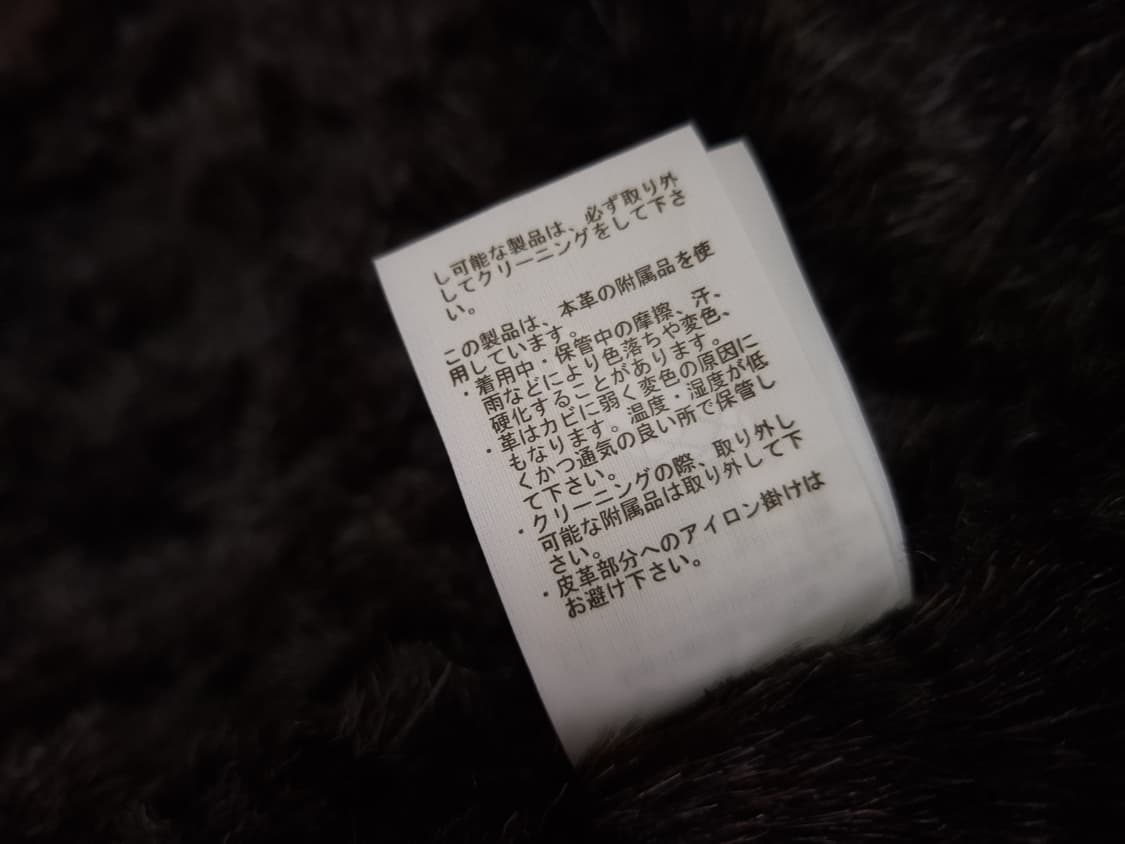 し可能な製品は、必ず取り外
してクリーニングをして下さ
い。
この製品は、本革の附属品を使
用しています。
・着用中・保管中の摩擦、汗、
雨などにより色落ちや変色、
硬化することがあります。
・革はカビに弱く変色の原因に
もなります。温度・湿度が低
くかつ通気の良い所で保管し
て下さい。
・クリーニングの際、取り外し
可能な附属品は取り外して下
さい。
・皮革部分へのアイロン掛けは
お避け下さい。